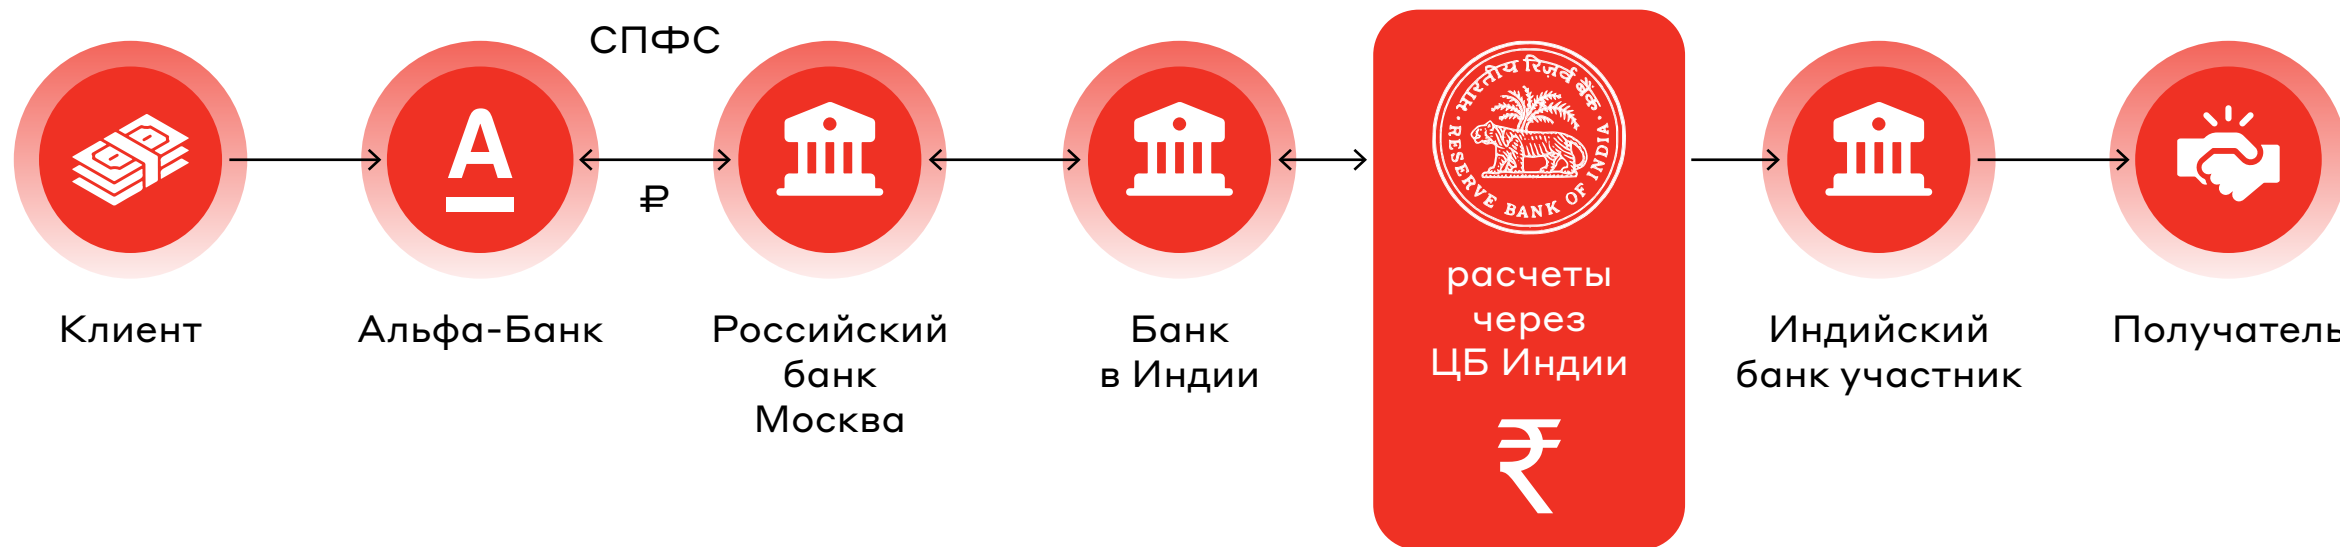 СПФС
₽
Клиент
Альфа-Банк
Российский
банк
Москва
Банк
в Индии
भारतीय रिज़र्व बैंक
RESERVE BANK OF INDIA
расчеты
через
ЦБ Индии
₹
Индийский
банк участник
Получатель